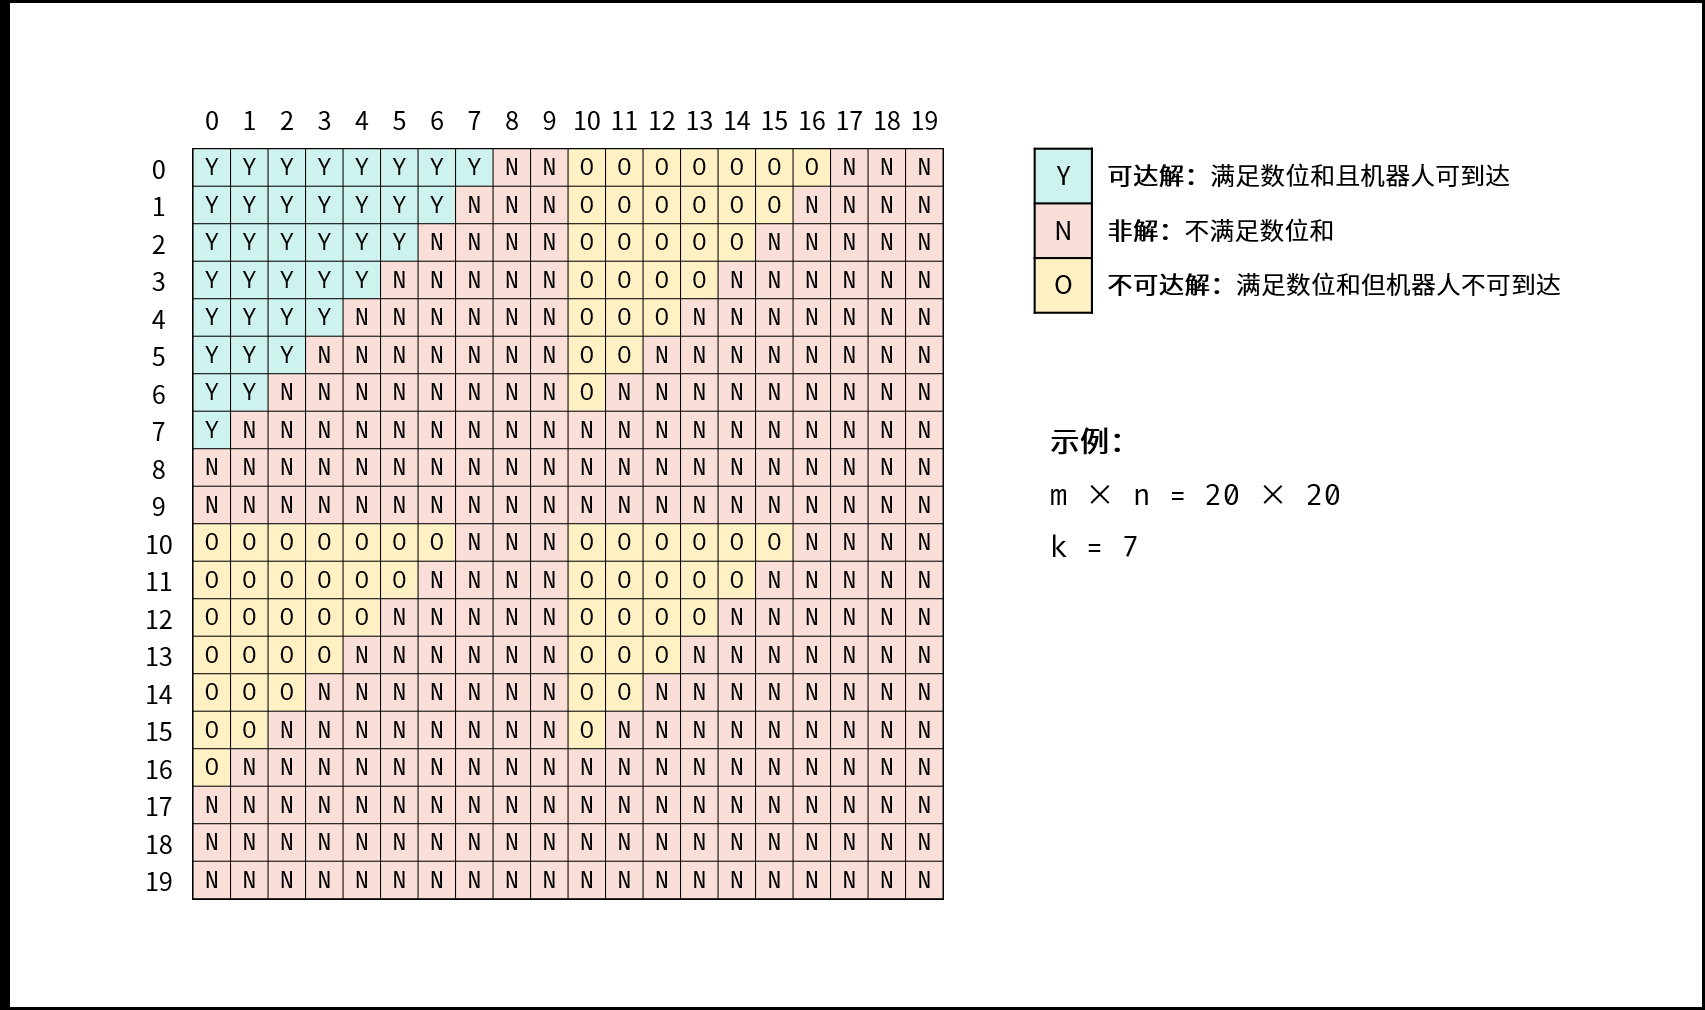 0 1 2 3 4 5 6 7 8 9 10 11 12 13 14 15 16 17 18 19
0 Y Y Y Y Y Y Y Y N N O O O O O O O N N N
1 Y Y Y Y Y Y Y N N N O O O O O O N N N N
2 Y Y Y Y Y Y N N N N O O O O O N N N N N
3 Y Y Y Y Y N N N N N O O O O N N N N N N
4 Y Y Y Y N N N N N N O O O N N N N N N N
5 Y Y Y N N N N N N N O O N N N N N N N N
6 Y Y N N N N N N N N O N N N N N N N N N
7 Y N N N N N N N N N N N N N N N N N N N
8 N N N N N N N N N N N N N N N N N N N N
9 N N N N N N N N N N N N N N N N N N N N
10 O O O O O O O N N N O O O O O O N N N N
11 O O O O O O N N N N O O O O O N N N N N
12 O O O O O N N N N N O O O O N N N N N N
13 O O O O N N N N N N O O O N N N N N N N
14 O O O N N N N N N N O O N N N N N N N N
15 O O N N N N N N N N O N N N N N N N N N
16 O N N N N N N N N N N N N N N N N N N N
17 N N N N N N N N N N N N N N N N N N N N
18 N N N N N N N N N N N N N N N N N N N N
19 N N N N N N N N N N N N N N N N N N N N
Y 可达解：满足数位和且机器人可到达
N 非解：不满足数位和
O 不可达解：满足数位和但机器人不可到达
示例：
m × n = 20 × 20
k = 7